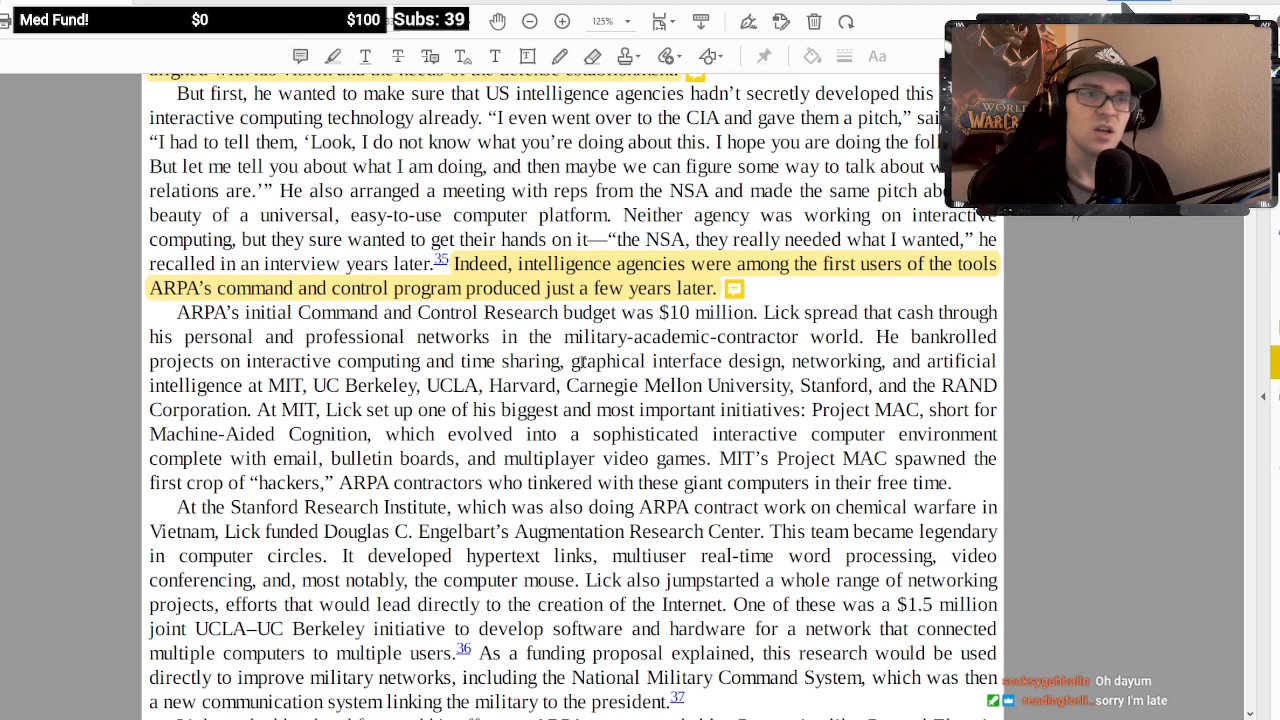 Med Fund! $0 $100 Subs: 39
125%
Aa
aligned with his vision and the needs of the defense establishment.
But first, he wanted to make sure that US intelligence agencies hadn’t secretly developed this
interactive computing technology already. “I even went over to the CIA and gave them a pitch,”
“I had to tell them, ‘Look, I do not know what you’re doing about this. I hope you are doing the
But let me tell you about what I am doing, and then maybe we can figure some way to talk about
relations are.’” He also arranged a meeting with reps from the NSA and made the same pitch
beauty of a universal, easy-to-use computer platform. Neither agency was working on interactive
computing, but they sure wanted to get their hands on it—“the NSA, they really needed what I wanted,” he
recalled in an interview years later.35 Indeed, intelligence agencies were among the first users of the tools
ARPA’s command and control program produced just a few years later.
ARPA’s initial Command and Control Research budget was $10 million. Lick spread that cash through
his personal and professional networks in the military-academic-contractor world. He bankrolled
projects on interactive computing and time sharing, graphical interface design, networking, and artificial
intelligence at MIT, UC Berkeley, UCLA, Harvard, Carnegie Mellon University, Stanford, and the RAND
Corporation. At MIT, Lick set up one of his biggest and most important initiatives: Project MAC, short for
Machine-Aided Cognition, which evolved into a sophisticated interactive computer environment
complete with email, bulletin boards, and multiplayer video games. MIT’s Project MAC spawned the
first crop of “hackers,” ARPA contractors who tinkered with these giant computers in their free time.
At the Stanford Research Institute, which was also doing ARPA contract work on chemical warfare in
Vietnam, Lick funded Douglas C. Engelbart’s Augmentation Research Center. This team became legendary
in computer circles. It developed hypertext links, multiuser real-time word processing, video
conferencing, and, most notably, the computer mouse. Lick also jumpstarted a whole range of networking
projects, efforts that would lead directly to the creation of the Internet. One of these was a $1.5 million
joint UCLA–UC Berkeley initiative to develop software and hardware for a network that connected
multiple computers to multiple users.36 As a funding proposal explained, this research would be used
directly to improve military networks, including the National Military Command System, which was then
a new communication system linking the military to the president.37
WORLD
WARCRAFT
socksygahballn Oh dayum
readingforli... sorry I'm late